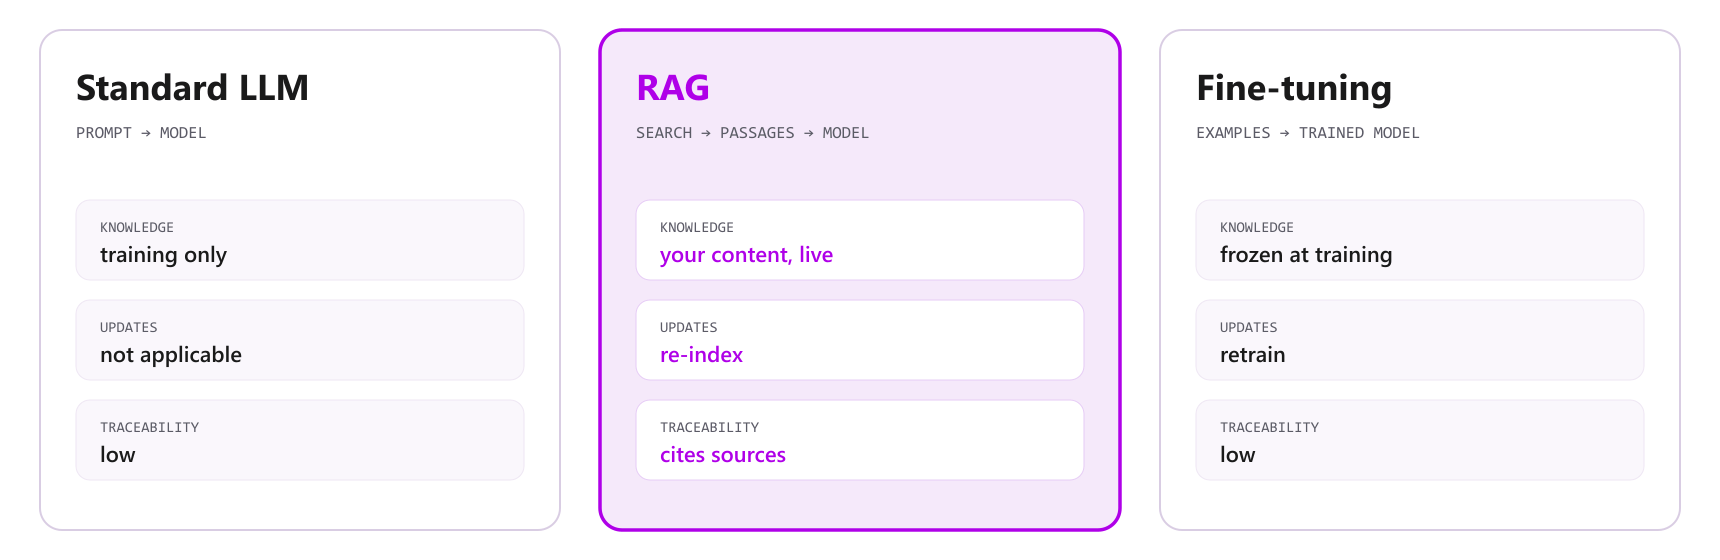 Standard LLM
PROMPT → MODEL
KNOWLEDGE
training only
UPDATES
not applicable
TRACEABILITY
low
RAG
SEARCH → PASSAGES → MODEL
KNOWLEDGE
your content, live
UPDATES
re-index
TRACEABILITY
cites sources
Fine-tuning
EXAMPLES → TRAINED MODEL
KNOWLEDGE
frozen at training
UPDATES
retrain
TRACEABILITY
low